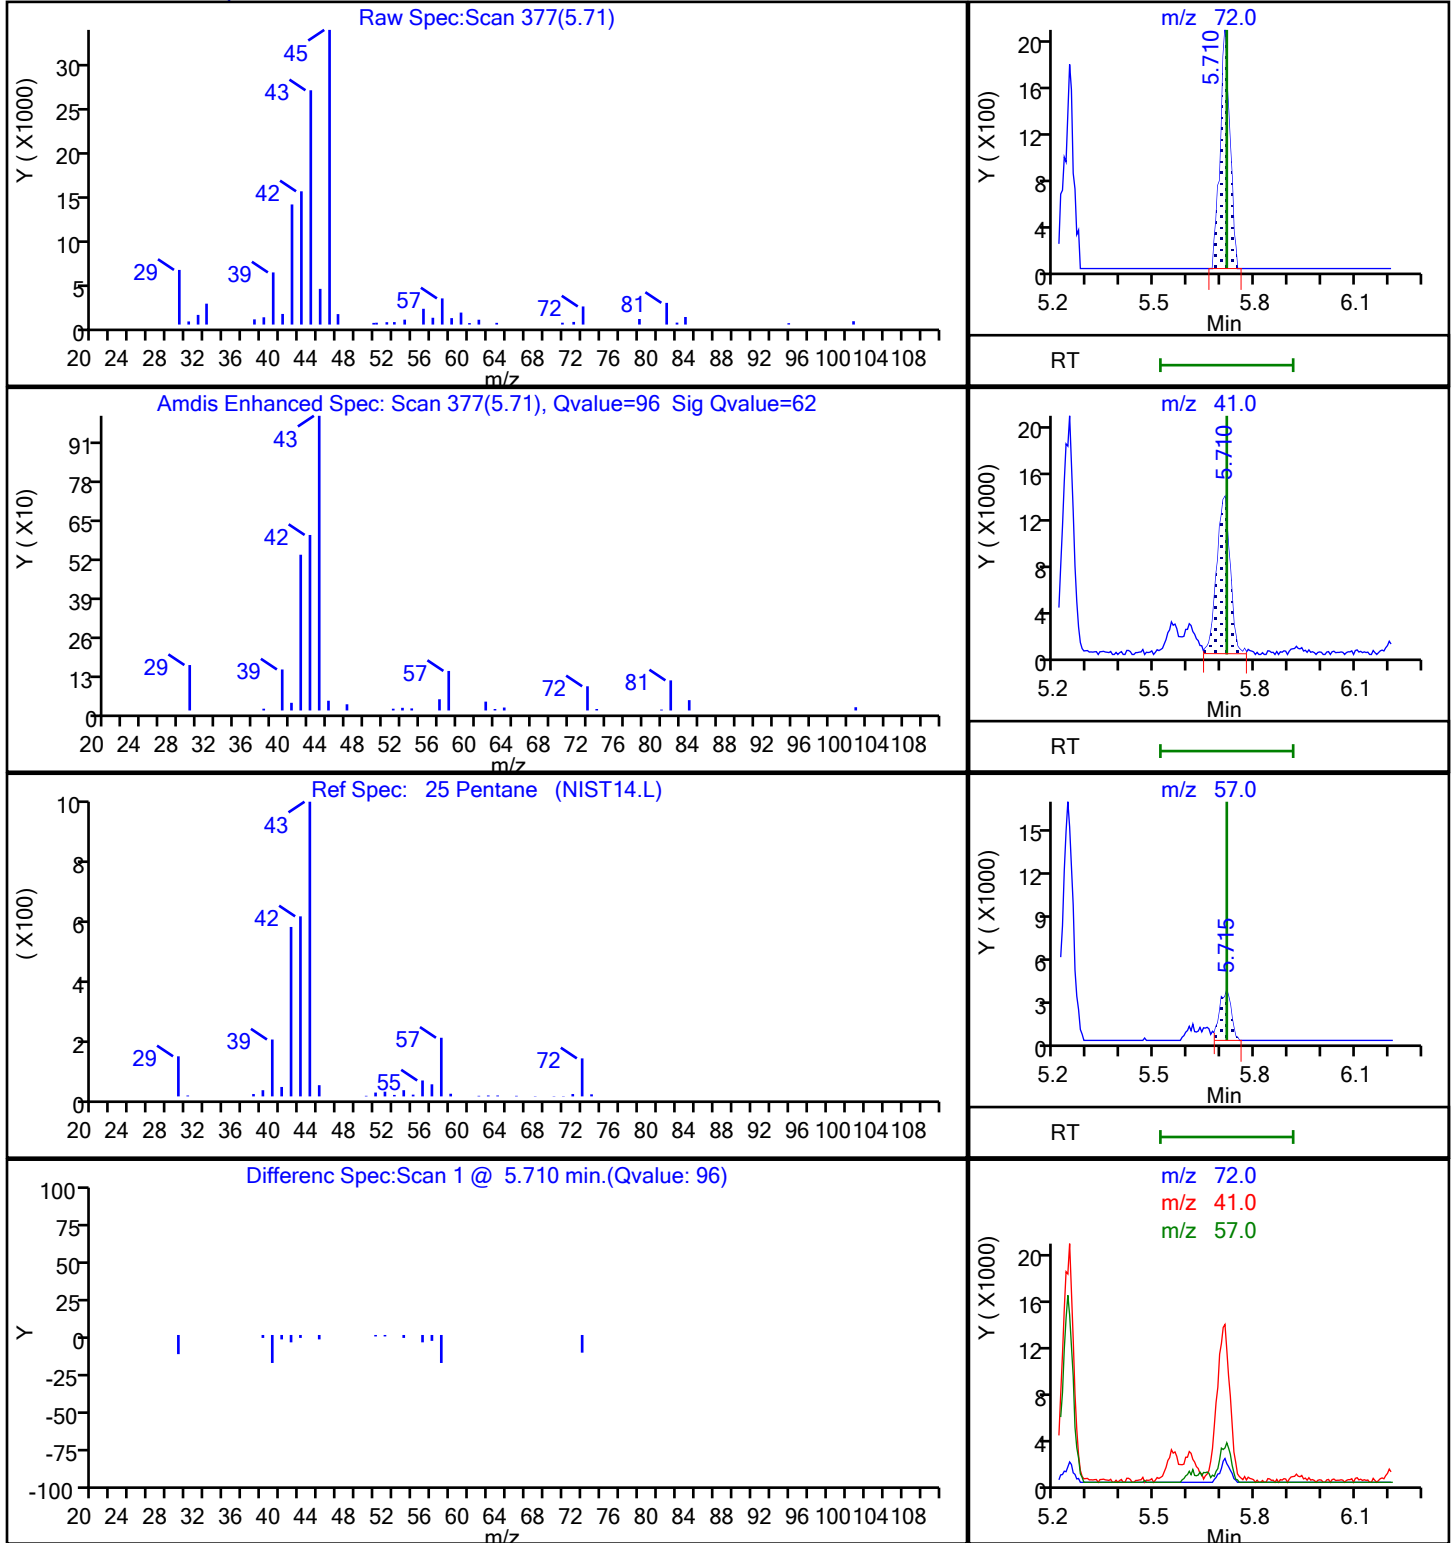 Raw Spec:Scan 377(5.71)
Y ( X1000)
30
25
20
15
10
5
0
45
43
42
29
39
57
72
81
20 24 28 32 36 40 44 48 52 56 60 64 68 72 76 80 84 88 92 96 100 104 108
m/z
m/z 72.0
Y ( X100)
20
16
12
8
4
0
5.710
5.2 5.5 5.8 6.1
Min
RT
Amdis Enhanced Spec: Scan 377(5.71), Qvalue=96 Sig Qvalue=62
Y ( X10)
91
78
65
52
39
26
13
0
43
42
29
39
57
72
81
20 24 28 32 36 40 44 48 52 56 60 64 68 72 76 80 84 88 92 96 100 104 108
m/z
m/z 41.0
Y ( X1000)
20
16
12
8
4
0
5.710
5.2 5.5 5.8 6.1
Min
RT
Ref Spec: 25 Pentane (NIST14.L)
( X100)
10
8
6
4
2
0
43
42
29
39
55
57
72
20 24 28 32 36 40 44 48 52 56 60 64 68 72 76 80 84 88 92 96 100 104 108
m/z 57.0
Y ( X1000)
15
12
9
6
3
0
5.715
5.2 5.5 5.8 6.1
Min
RT
Differenc Spec:Scan 1 @ 5.710 min.(Qvalue: 96)
Y
100
75
50
25
0
-25
-50
-75
-100
20 24 28 32 36 40 44 48 52 56 60 64 68 72 76 80 84 88 92 96 100 104 108
m/z
m/z 72.0
m/z 41.0
m/z 57.0
Y ( X1000)
20
16
12
8
4
0
5.2 5.5 5.8 6.1
Min